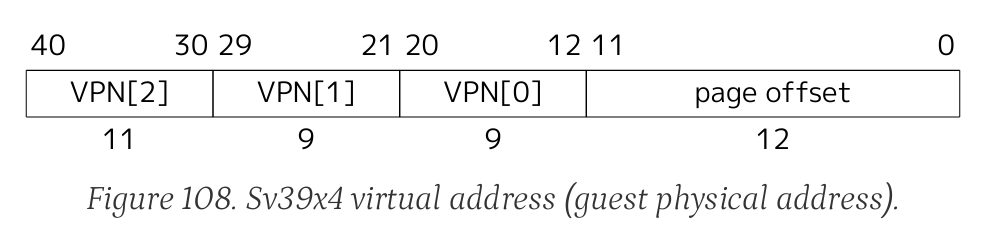 40 30 29 21 20 12 11 0
VPN[2] VPN[1] VPN[0] page offset
11 9 9 12
Figure 108. Sv39x4 virtual address (guest physical address).